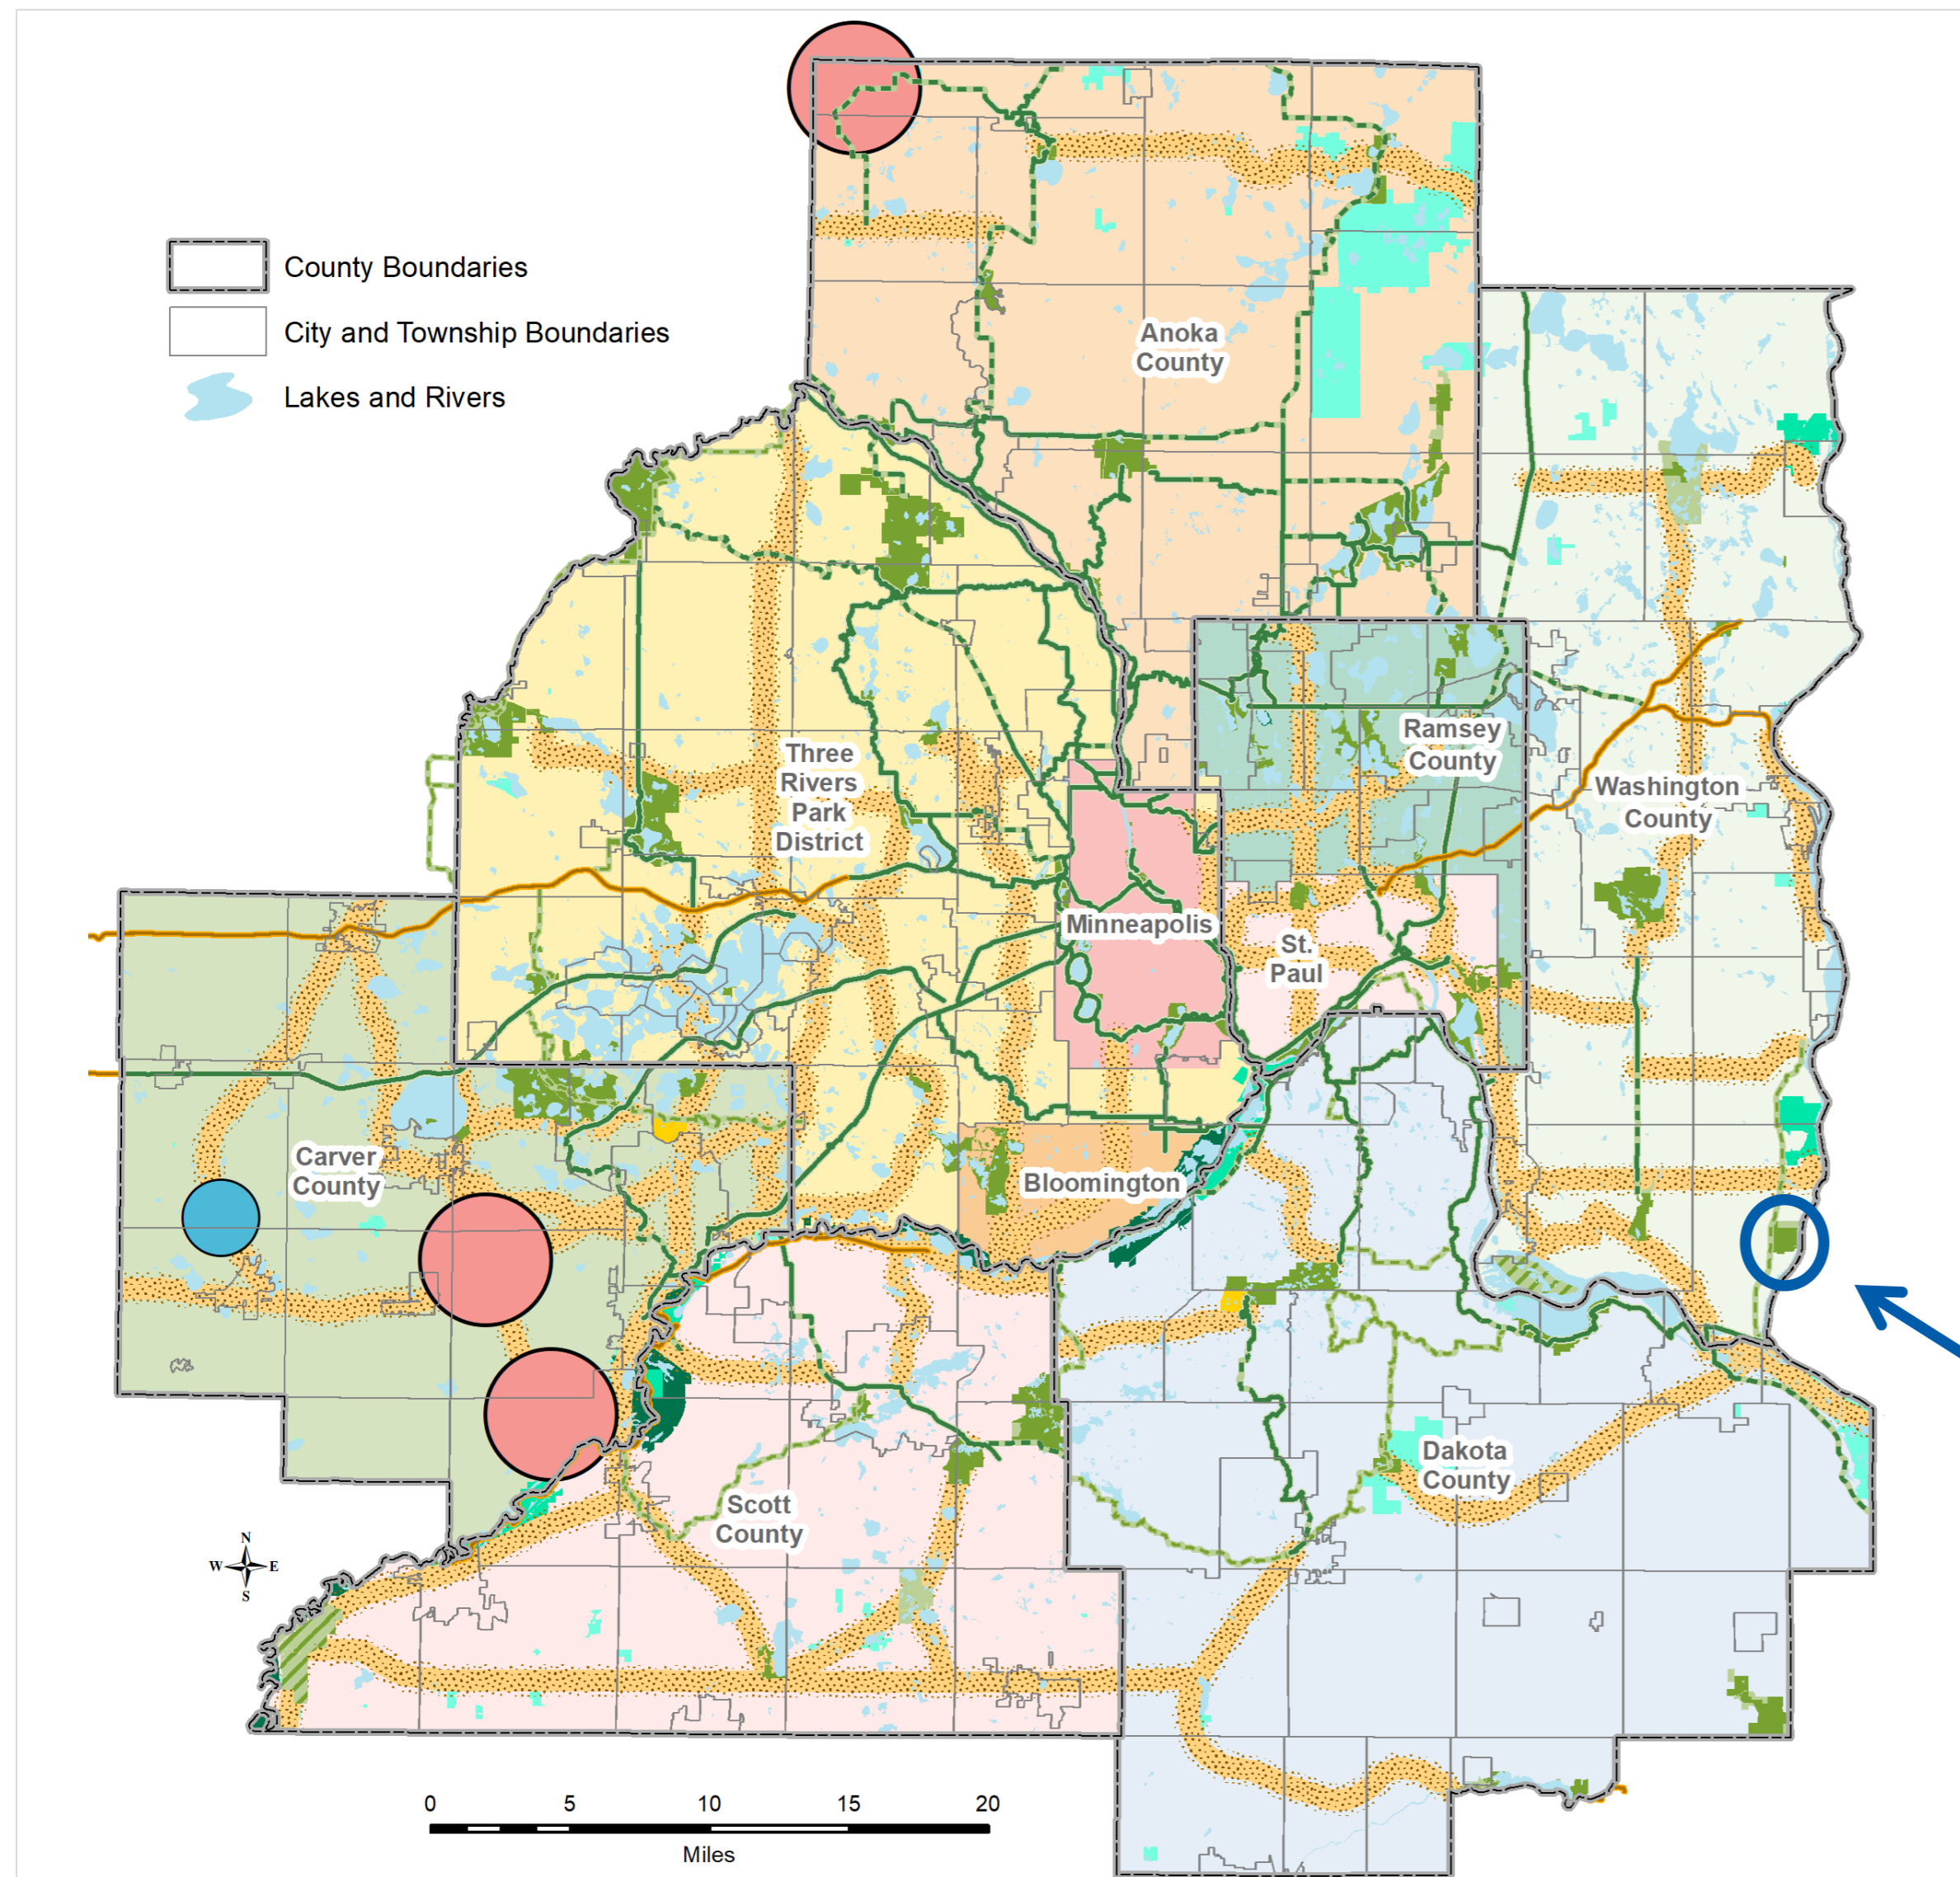 County Boundaries
City and Township Boundaries
Lakes and Rivers
Anoka
County
Three
Rivers
Park
District
Ramsey
County
Washington
County
Minneapolis
St.
Paul
Carver
County
Bloomington
Scott
County
Dakota
County
N
W E
S
0 5 10 15 20
Miles